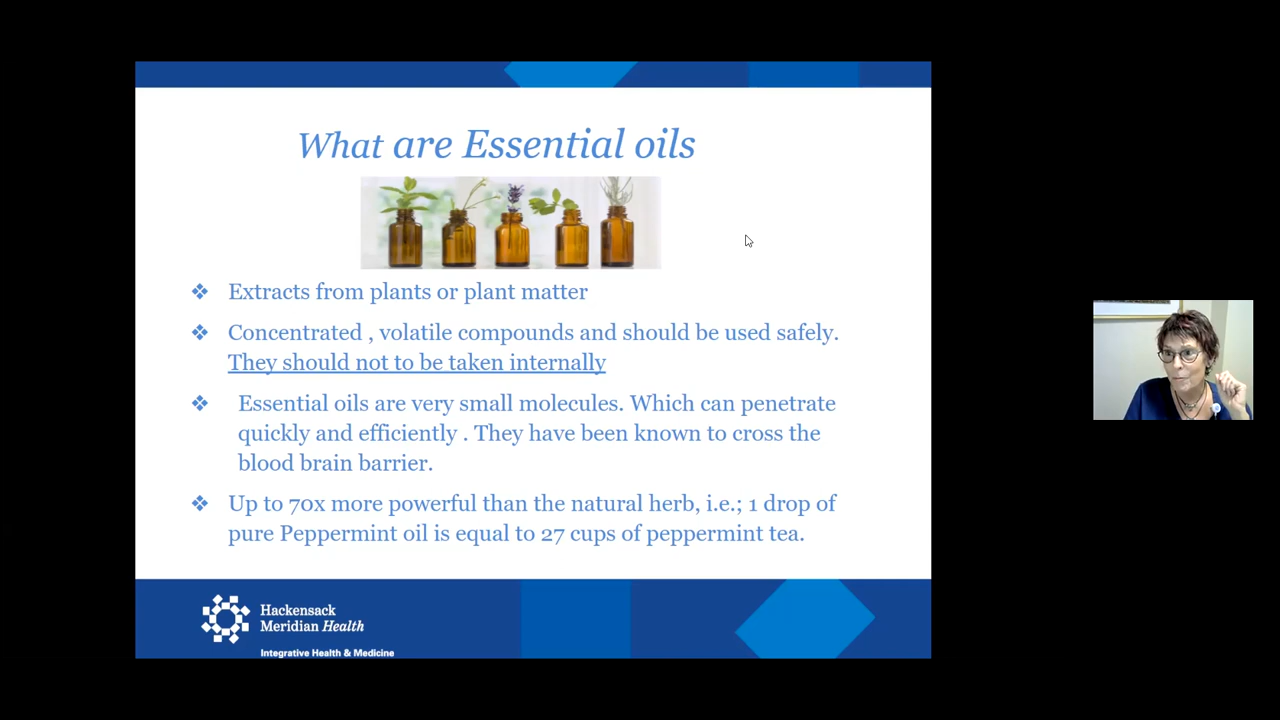 What are Essential oils
Extracts from plants or plant matter
Concentrated , volatile compounds and should be used safely.
They should not to be taken internally
Essential oils are very small molecules. Which can penetrate
quickly and efficiently . They have been known to cross the
blood brain barrier.
Up to 70x more powerful than the natural herb, i.e.; 1 drop of
pure Peppermint oil is equal to 27 cups of peppermint tea.
Hackensack
Meridian Health
Integrative Health & Medicine